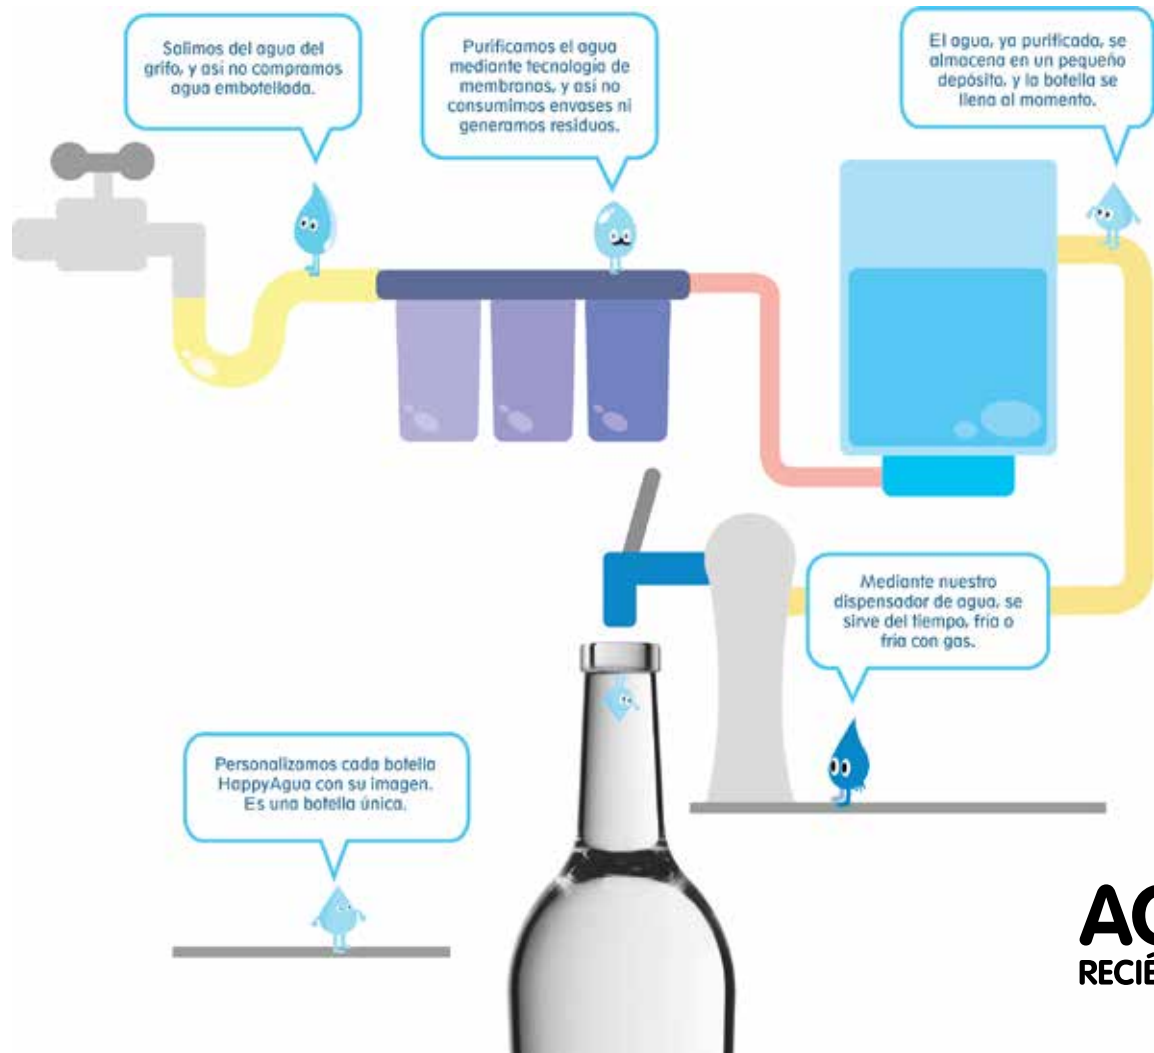 Salimos del agua del
grifo, y así no compramos
agua embotellada.
Purificamos el agua
mediante tecnología de
membranas, y así no
consumimos envases ni
generamos residuos.
El agua, ya purificada, se
almacena en un pequeño
depósito, y la botella se
llena al momento.
Mediante nuestro
dispensador de agua, se
sirve del tiempo, fría o
fría con gas.
Personalizamos cada botella
HappyAgua con su imagen.
Es una botella única.
RECIÉ